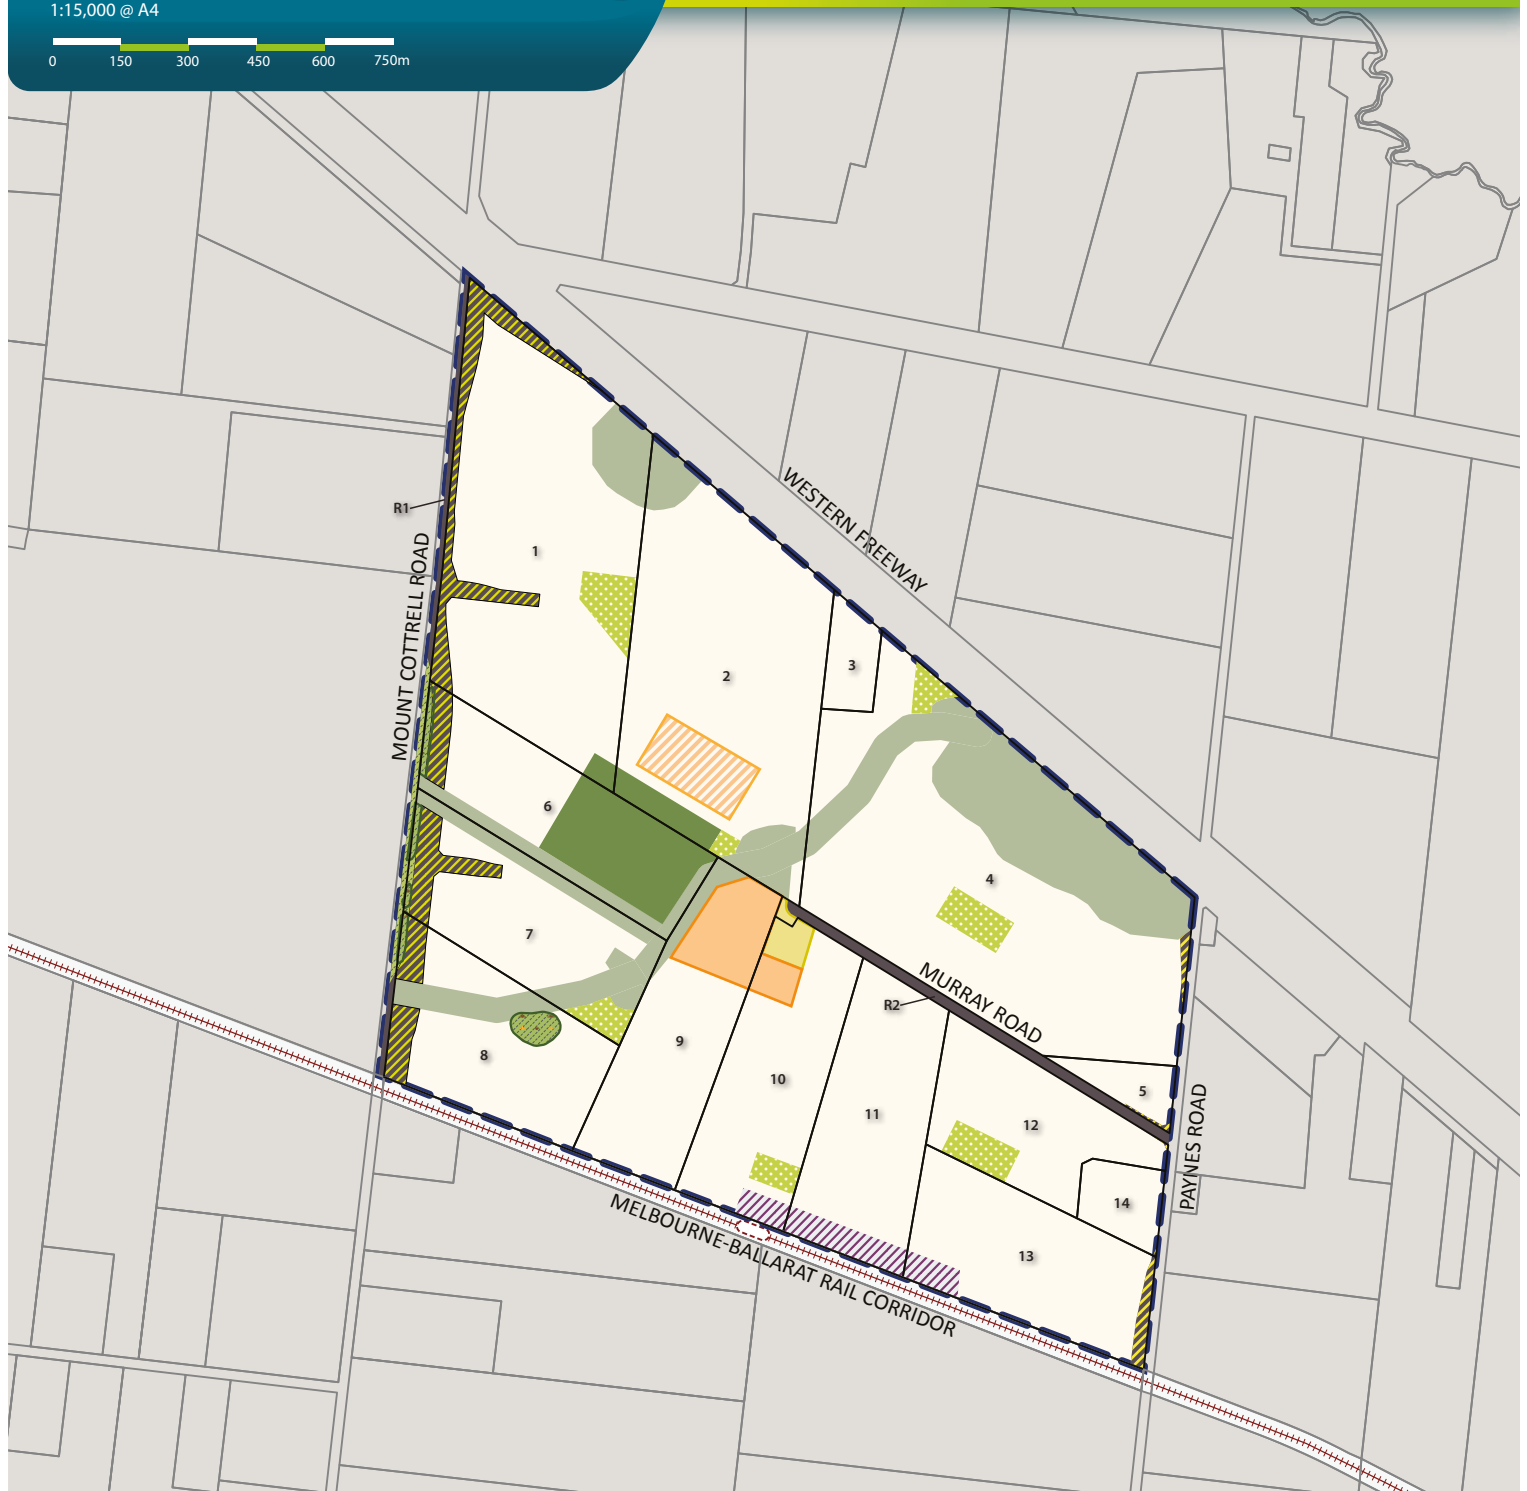 1:15,000 @ A4
0 150 300 450 600 750m
WESTERN FREEWAY
R1
1
MOUNT COTTRELL ROAD
3
2
6
4
7
MURRAY ROAD
R2
9
8
10
5
11
12
PAYNES ROAD
14
MELBOURNE-BALLARAT RAIL CORRIDOR
13